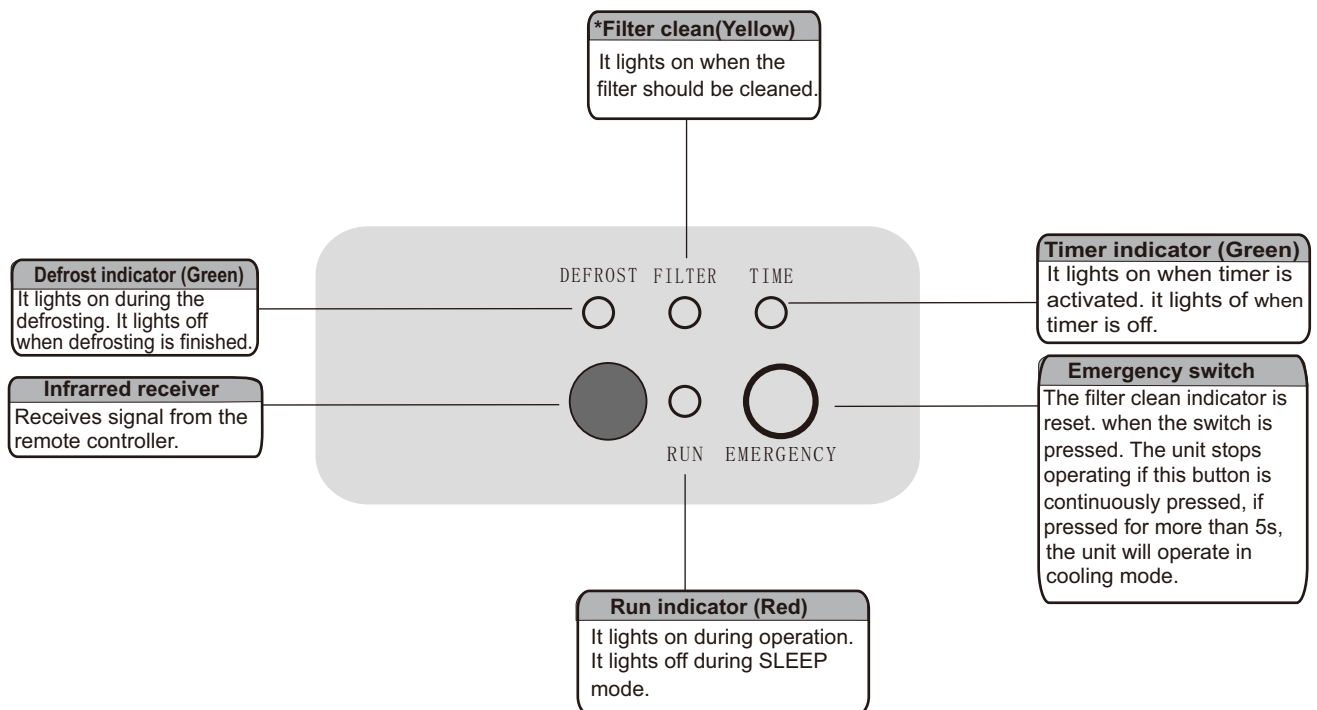 *Filter clean(Yellow)
It lights on when the
filter should be cleaned.
Defrost indicator (Green)
It lights on during the
defrosting. It lights off
when defrosting is finished.
Infrarred receiver
Receives signal from the
remote controller.
DEFROST FILTER TIME
RUN EMERGENCY
Timer indicator (Green)
It lights on when timer is
activated. it lights of when
timer is off.
Emergency switch
The filter clean indicator is
reset. when the switch is
pressed. The unit stops
operating if this button is
continuously pressed, if
pressed for more than 5s,
the unit will operate in
cooling mode.
Run indicator (Red)
It lights on during operation.
It lights off during SLEEP
mode.